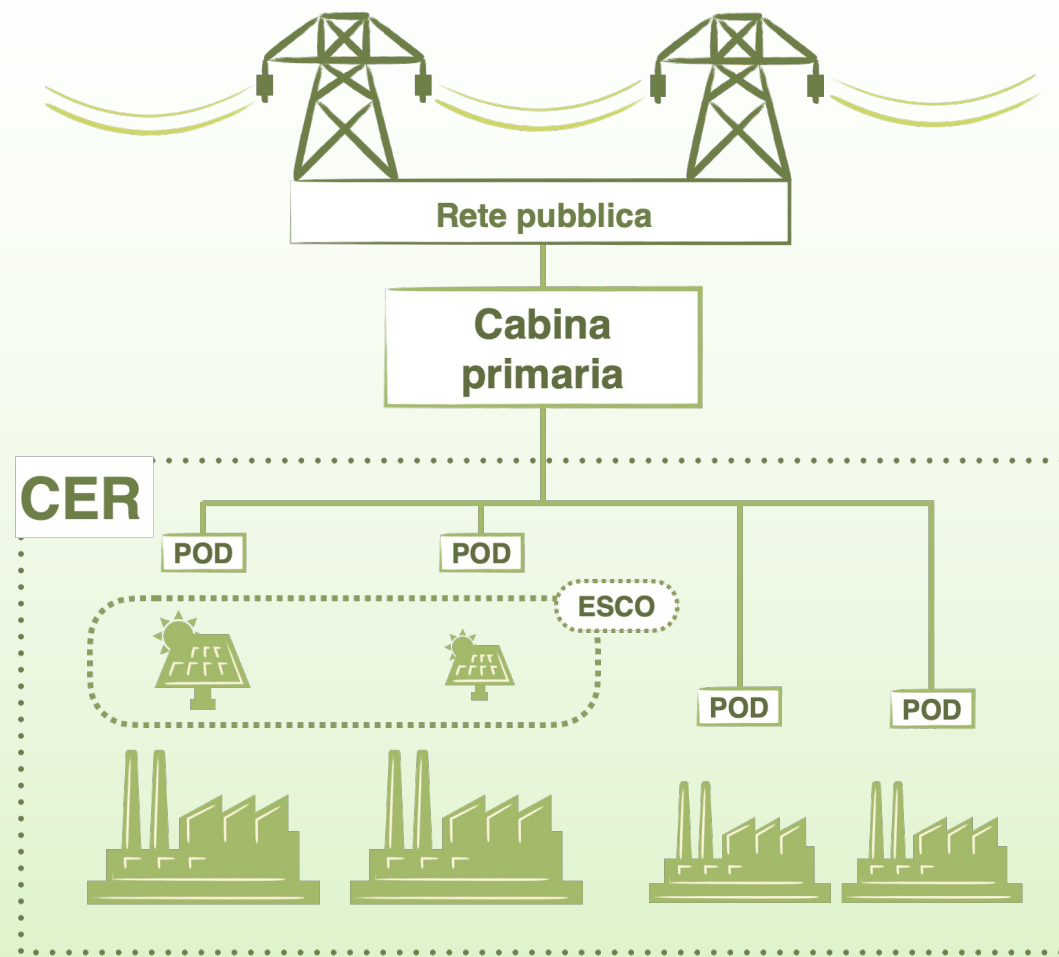 Rete pubblica
Cabina
primaria
CER
POD
POD
ESCO
POD
POD